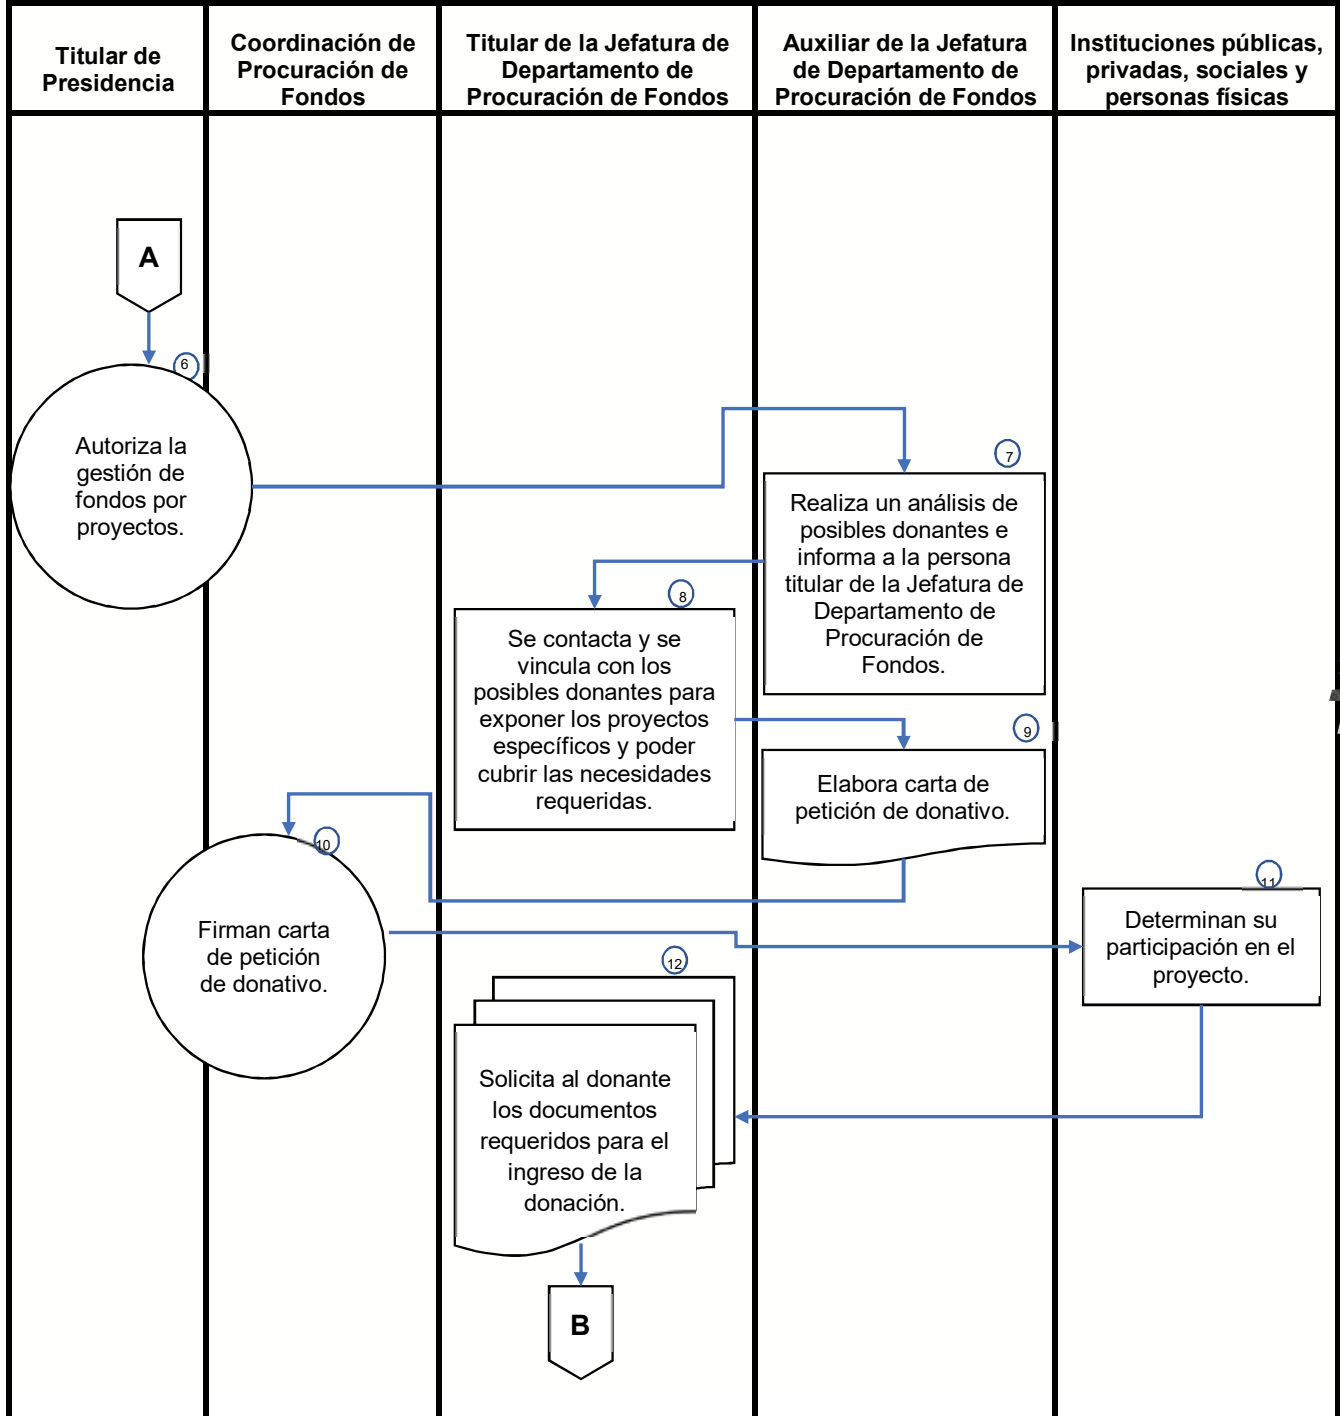 Titular de
Presidencia
Coordinación de
Procuración de
Fondos
Titular de la Jefatura de
Departamento de
Procuración de Fondos
Auxiliar de la Jefatura
de Departamento de
Procuración de Fondos
Instituciones públicas,
privadas, sociales y
personas físicas
A
6
Autoriza la
gestión de
fondos por
proyectos.
7
Realiza un análisis de
posibles donantes e
informa a la persona
titular de la Jefatura de
Departamento de
Procuración de
Fondos.
8
Se contacta y se
vincula con los
posibles donantes para
exponer los proyectos
específicos y poder
cubrir las necesidades
requeridas.
9
Elabora carta de
petición de donativo.
10
Firman carta
de petición
de donativo.
11
Determinan su
participación en el
proyecto.
12
Solicita al donante
los documentos
requeridos para el
ingreso de la
donación.
B